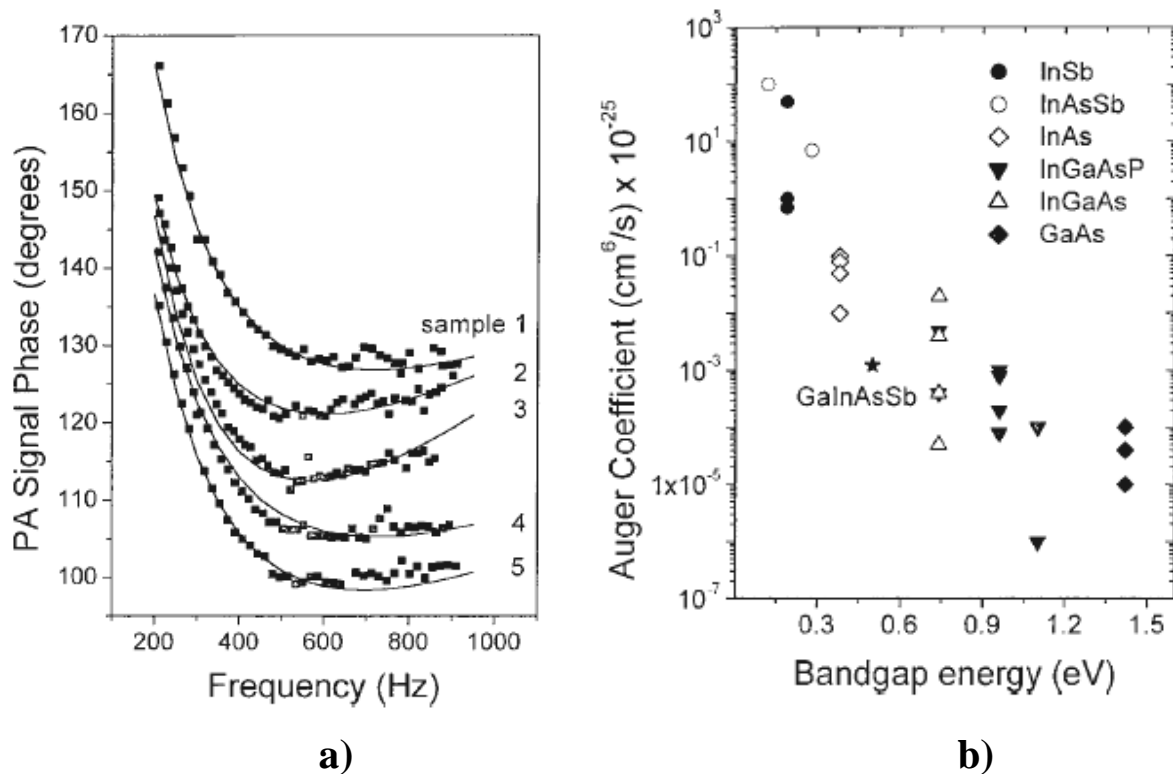 170
160
150
140
130
120
110
100
PA Signal Phase (degrees)
sample 1
2
3
4
5
200 400 600 800 1000
Frequency (Hz)
a)
10³
10¹
10⁻¹
10⁻³
1x10⁻⁵
10⁻⁷
Auger Coefficient (cm⁶/s) x 10⁻²⁵
InSb
InAsSb
InAs
InGaAsP
InGaAs
GaAs
GaInAsSb
0.3 0.6 0.9 1.2 1.5
Bandgap energy (eV)
b)